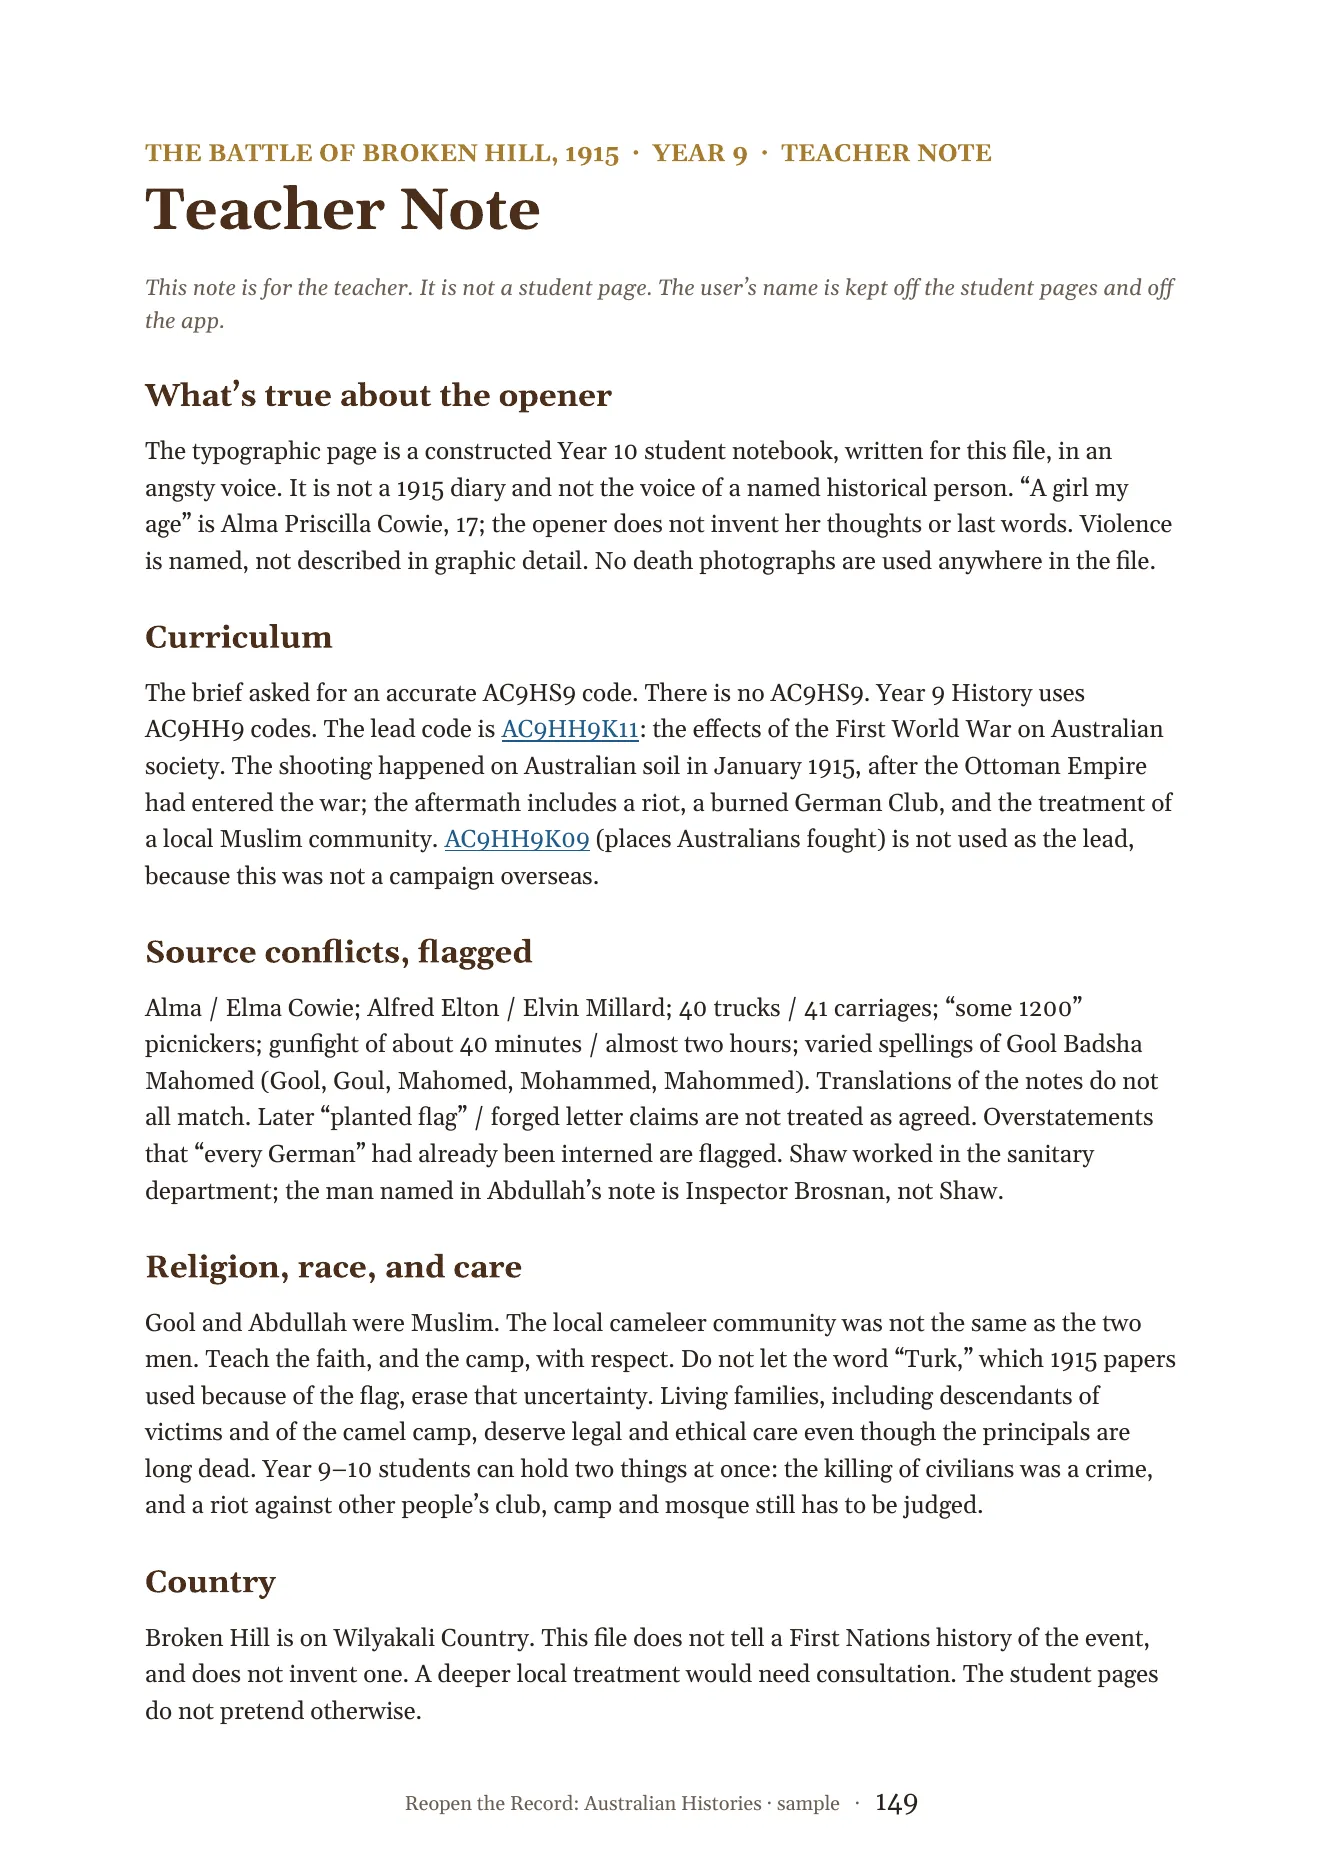 THE BATTLE OF BROKEN HILL, 1915 · YEAR 9 · TEACHER NOTE
Teacher Note
This note is for the teacher. It is not a student page. The user’s name is kept off the student pages and off
the app.
What’s true about the opener
The typographic page is a constructed Year 10 student notebook, written for this file, in an
angsty voice. It is not a 1915 diary and not the voice of a named historical person. “A girl my
age” is Alma Priscilla Cowie, 17; the opener does not invent her thoughts or last words. Violence
is named, not described in graphic detail. No death photographs are used anywhere in the file.
Curriculum
The brief asked for an accurate AC9HS9 code. There is no AC9HS9. Year 9 History uses
AC9HH9 codes. The lead code is AC9HH9K11: the effects of the First World War on Australian
society. The shooting happened on Australian soil in January 1915, after the Ottoman Empire
had entered the war; the aftermath includes a riot, a burned German Club, and the treatment of
a local Muslim community. AC9HH9K09 (places Australians fought) is not used as the lead,
because this was not a campaign overseas.
Source conflicts, flagged
Alma / Elma Cowie; Alfred Elton / Elvin Millard; 40 trucks / 41 carriages; “some 1200”
picnickers; gunfight of about 40 minutes / almost two hours; varied spellings of Gool Badsha
Mahomed (Gool, Goul, Mahomed, Mohammed, Mahommed). Translations of the notes do not
all match. Later “planted flag” / forged letter claims are not treated as agreed. Overstatements
that “every German” had already been interned are flagged. Shaw worked in the sanitary
department; the man named in Abdullah’s note is Inspector Brosnan, not Shaw.
Religion, race, and care
Gool and Abdullah were Muslim. The local cameleer community was not the same as the two
men. Teach the faith, and the camp, with respect. Do not let the word “Turk,” which 1915 papers
used because of the flag, erase that uncertainty. Living families, including descendants of
victims and of the camel camp, deserve legal and ethical care even though the principals are
long dead. Year 9–10 students can hold two things at once: the killing of civilians was a crime,
and a riot against other people’s club, camp and mosque still has to be judged.
Country
Broken Hill is on Wilyakali Country. This file does not tell a First Nations history of the event,
and does not invent one. A deeper local treatment would need consultation. The student pages
do not pretend otherwise.
Reopen the Record: Australian Histories · sample · 149